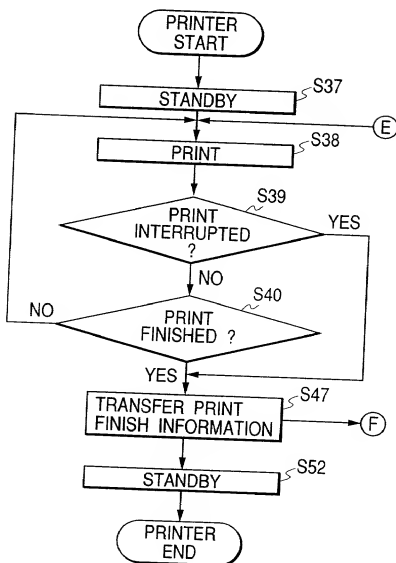 PRINTER
START
S37
STANDBY
E
S38
PRINT
S39
PRINT
INTERRUPTED
?
YES
NO
S40
NO
PRINT
FINISHED ?
YES
S47
TRANSFER PRINT
FINISH INFORMATION
F
S52
STANDBY
PRINTER
END